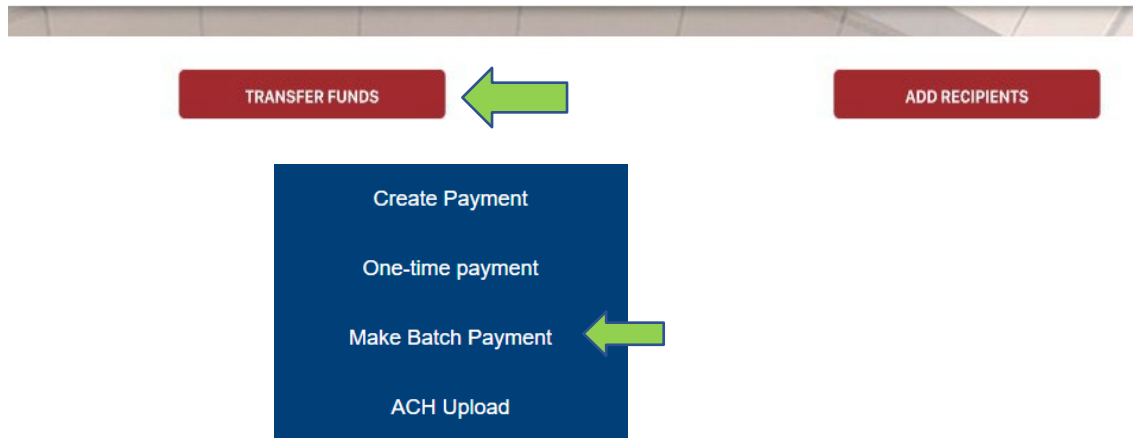 TRANSFER FUNDS
ADD RECIPIENTS
Create Payment
One-time payment
Make Batch Payment
ACH Upload